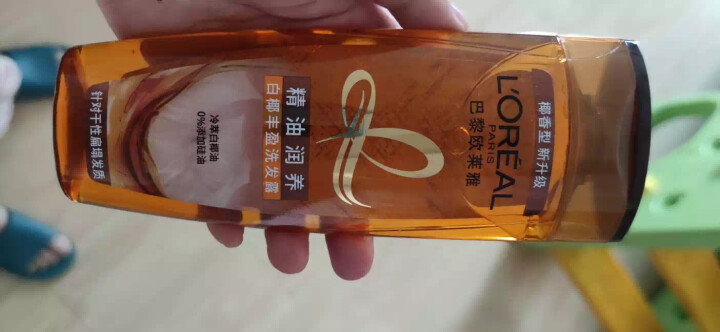 椰香型 新升级
L'ORÉAL
PARIS
巴黎欧莱雅
精油润养
白椰丰盈洗发露
冷萃白椰油
0%添加硅油
针对干性扁塌发质